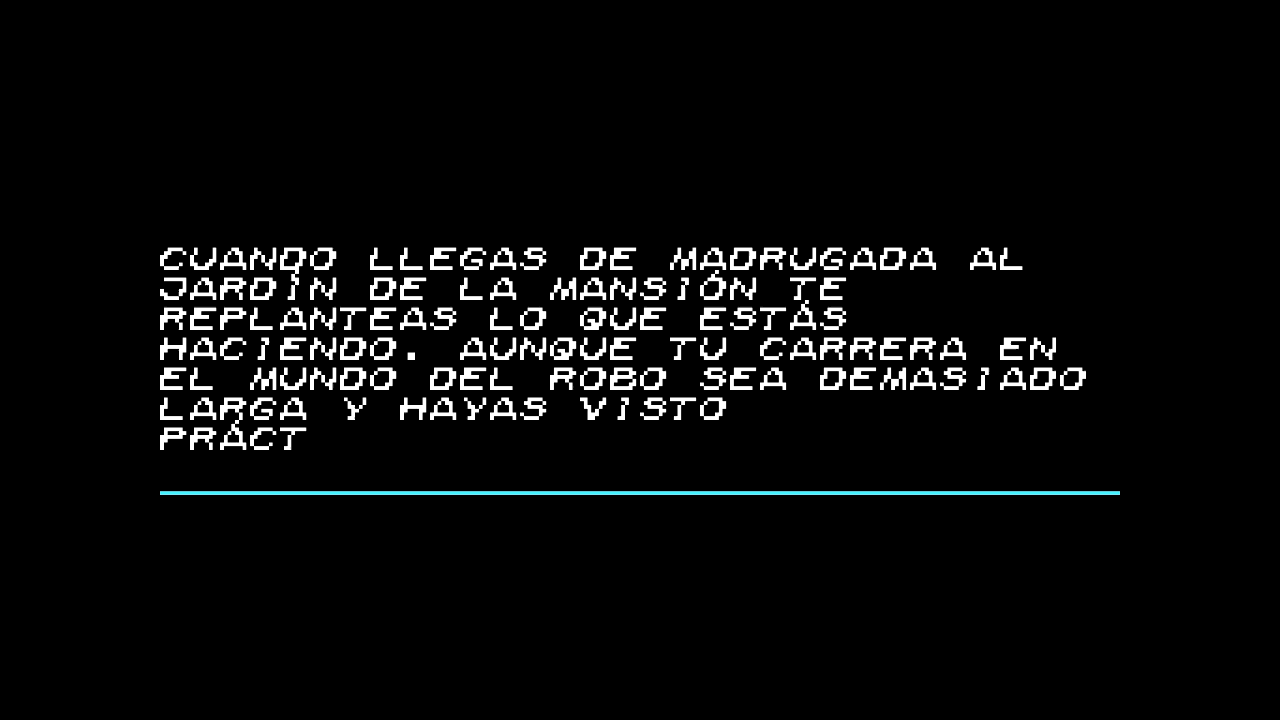 CUANDO LLEGAS DE MADRUGADA AL
JARDÍN DE LA MANSIÓN TE
REPLANTEAS LO QUE ESTÁS
HACIENDO. AUNQUE TU CARRERA EN
EL MUNDO DEL ROBO SEA DEMASIADO
LARGA Y HAYAS VISTO
PRÁCT